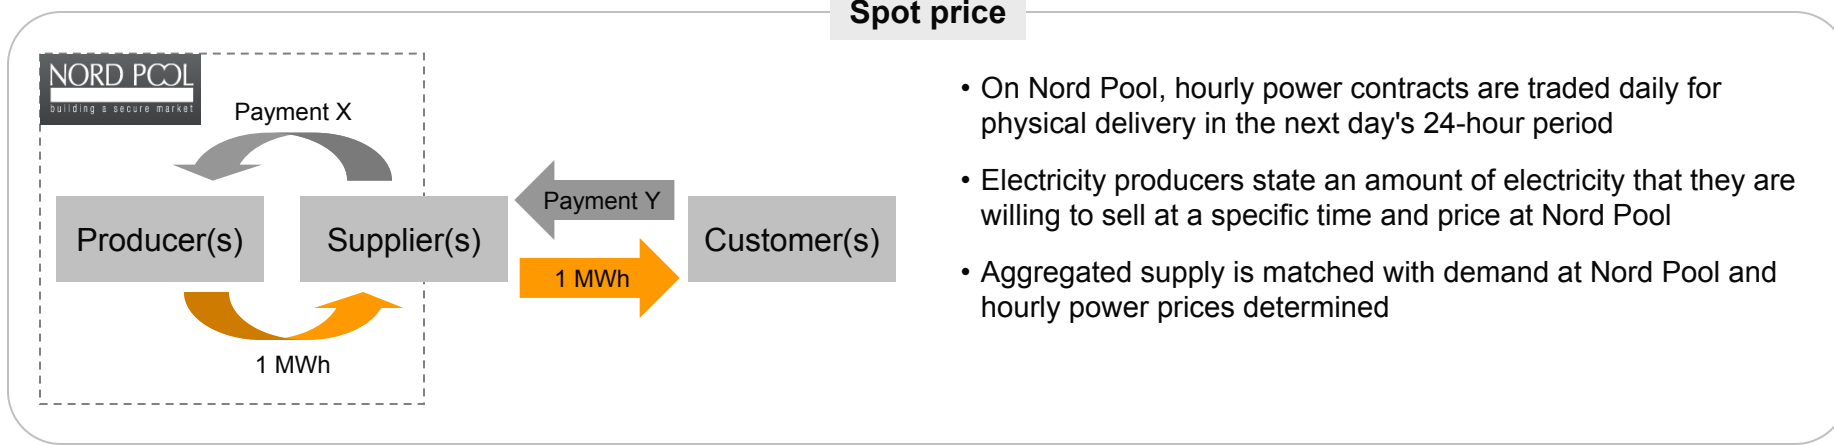 Spot price
NORD POOL
building a secure market
Payment X
Producer(s)
Supplier(s)
Payment Y
1 MWh
Customer(s)
1 MWh
• On Nord Pool, hourly power contracts are traded daily for
physical delivery in the next day's 24-hour period
• Electricity producers state an amount of electricity that they are
willing to sell at a specific time and price at Nord Pool
• Aggregated supply is matched with demand at Nord Pool and
hourly power prices determined